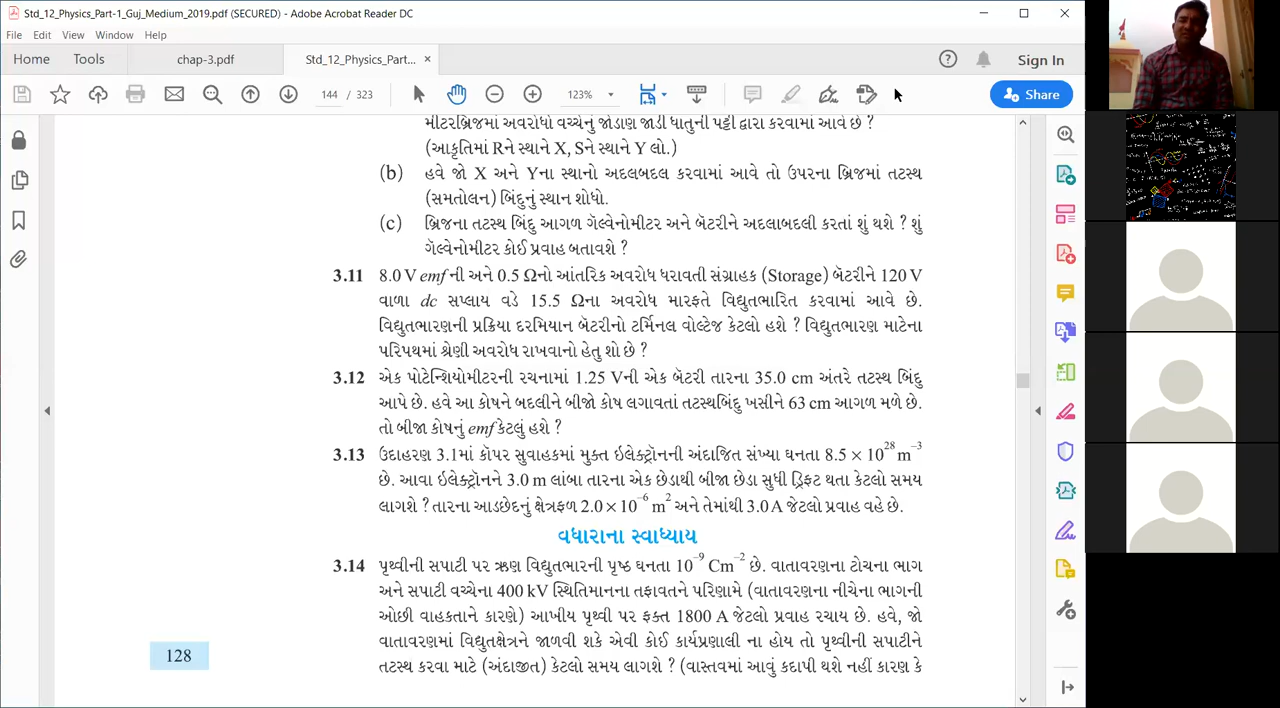 Std_12_Physics_Part-1_Guj_Medium_2019.pdf (SECURED) - Adobe Acrobat Reader DC
File Edit View Window Help
Home Tools chap-3.pdf Std_12_Physics_Part... × Sign In
144 / 323 123% Share
મીટરબ્રિજમાં અવરોધો વચ્ચેનું જોડાણ જાડી ધાતુની પટ્ટી દ્વારા કરવામાં આવે છે ?
(આકૃતિમાં Rને સ્થાને X, Sને સ્થાને Y લો.)
(b) હવે જો X અને Yના સ્થાનો અદલબદલ કરવામાં આવે તો ઉપરના બ્રિજમાં તટસ્થ
(સમતોલન) બિંદુનું સ્થાન શોધો.
(c) બ્રિજના તટસ્થ બિંદુ આગળ ગૅલ્વેનોમીટર અને બૅટરીને અદલાબદલી કરતાં શું થશે ? શું
ગૅલ્વેનોમીટર કોઈ પ્રવાહ બતાવશે ?
3.11 8.0 V emf ની અને 0.5 Ωનો આંતરિક અવરોધ ધરાવતી સંગ્રાહક (Storage) બૅટરીને 120 V
વાળા dc સપ્લાય વડે 15.5 Ωના અવરોધ મારફતે વિદ્યુતભારિત કરવામાં આવે છે.
વિદ્યુતભારણની પ્રક્રિયા દરમિયાન બૅટરીનો ટર્મિનલ વોલ્ટેજ કેટલો હશે ? વિદ્યુતભારણ માટેના
પરિપથમાં શ્રેણી અવરોધ રાખવાનો હેતુ શો છે ?
3.12 એક પોટેન્શિયોમીટરની રચનામાં 1.25 Vની એક બૅટરી તારના 35.0 cm અંતરે તટસ્થ બિંદુ
આપે છે. હવે આ કોષને બદલીને બીજો કોષ લગાવતાં તટસ્થબિંદુ ખસીને 63 cm આગળ મળે છે.
તો બીજા કોષનું emf કેટલું હશે ?
3.13 ઉદાહરણ 3.1માં કૉપર સુવાહકમાં મુક્ત ઇલેક્ટ્રૉનની અંદાજિત સંખ્યા ઘનતા 8.5 × 10²⁸ m⁻³
છે. આવા ઇલેક્ટ્રૉનને 3.0 m લાંબા તારના એક છેડાથી બીજા છેડા સુધી ડ્રિફ્ટ થતા કેટલો સમય
લાગશે ? તારના આડછેદનું ક્ષેત્રફળ 2.0 × 10⁻⁶ m² અને તેમાંથી 3.0 A જેટલો પ્રવાહ વહે છે.
વધારાના સ્વાધ્યાય
3.14 પૃથ્વીની સપાટી પર ઋણ વિદ્યુતભારની પૃષ્ઠ ઘનતા 10⁻⁹ Cm⁻² છે. વાતાવરણના ટોચના ભાગ
અને સપાટી વચ્ચેના 400 kV સ્થિતિમાનના તફાવતને પરિણામે (વાતાવરણના નીચેના ભાગની
ઓછી વાહકતાને કારણે) આખીય પૃથ્વી પર ફક્ત 1800 A જેટલો પ્રવાહ રચાય છે. હવે, જો
વાતાવરણમાં વિદ્યુતક્ષેત્રને જાળવી શકે એવી કોઈ કાર્યપ્રણાલી ના હોય તો પૃથ્વીની સપાટીને
તટસ્થ કરવા માટે (અંદાજીત) કેટલો સમય લાગશે ? (વાસ્તવમાં આવું કદાપી થશે નહીં કારણ કે
128